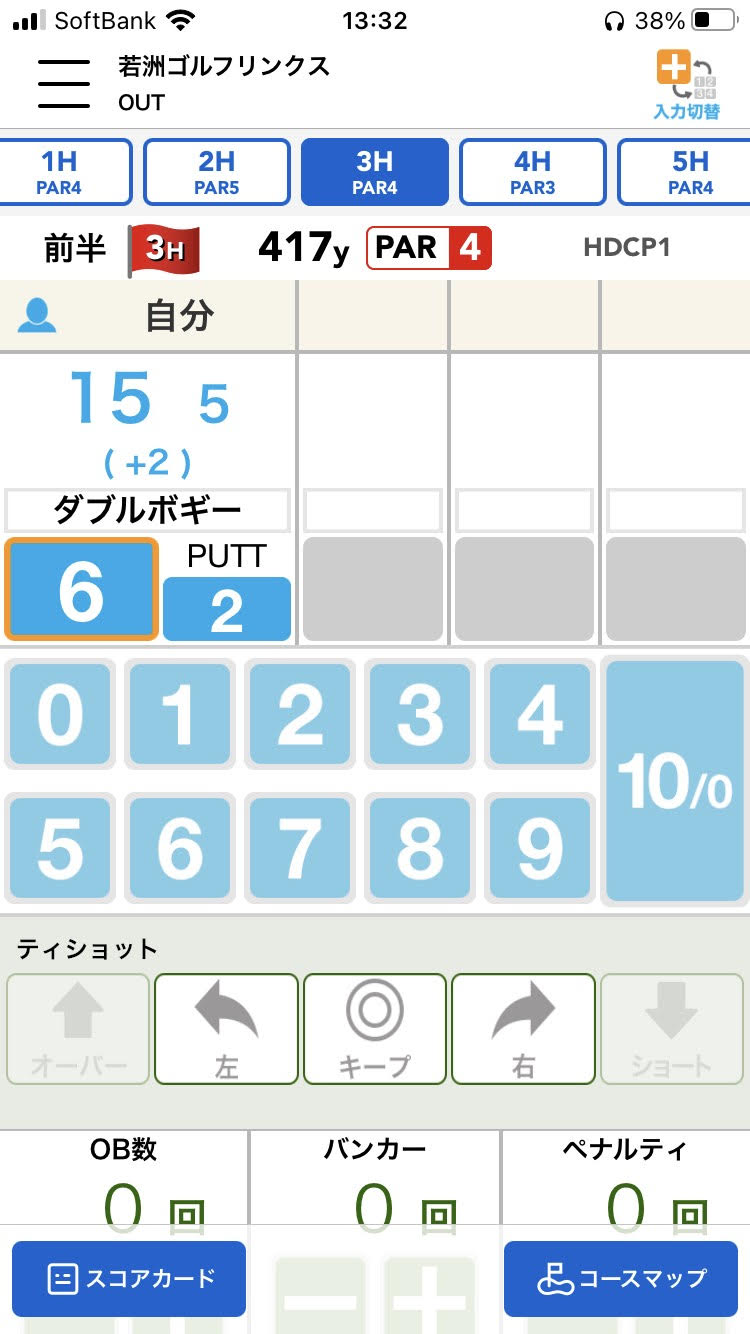 SoftBank 13:32 38%
若洲ゴルフリンクス
OUT
入力切替
1H 2H 3H 4H 5H
PAR4 PAR5 PAR4 PAR3 PAR4
前半 3H 417y PAR 4 HDCP1
自分
15 5
(+2)
ダブルボギー
6 PUTT 2
0 1 2 3 4 10/0
5 6 7 8 9
ティショット
オーバー 左 キープ 右 ショート
OB数 バンカー ペナルティ
0回 0回 0回
スコアカード コースマップ